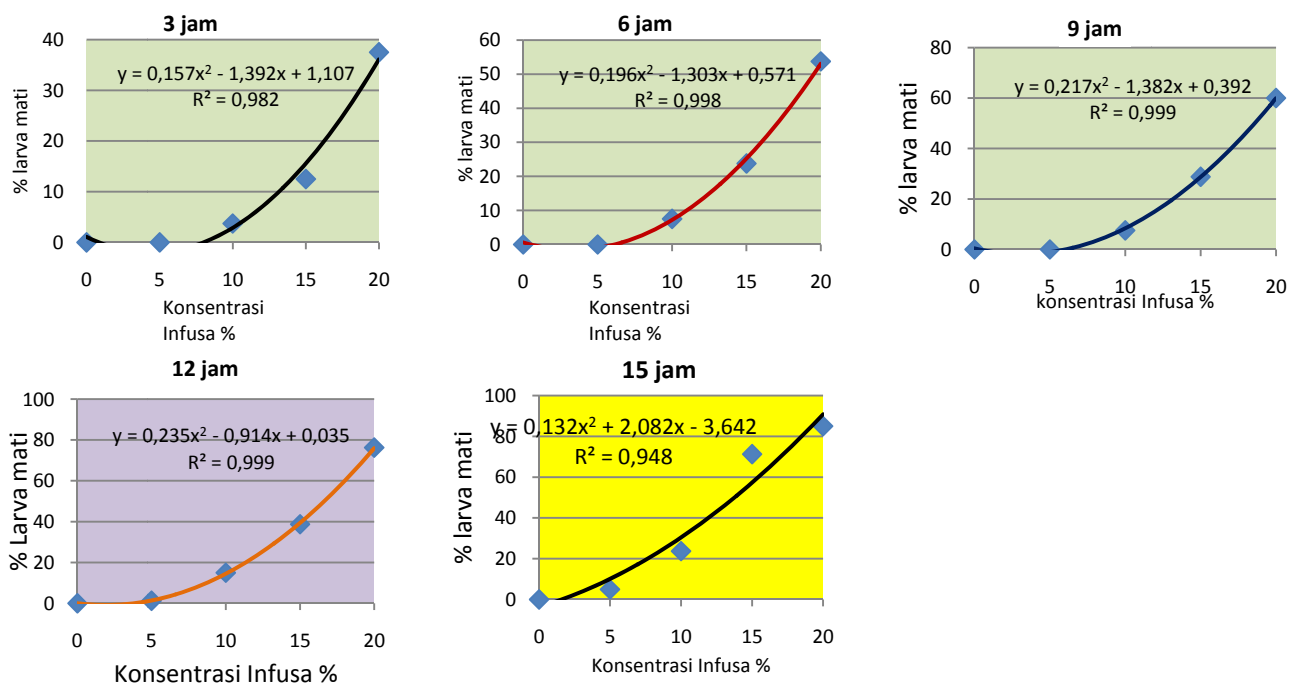 3 jam
40
30
20
10
0
% larva mati
y = 0,157x² - 1,392x + 1,107
R² = 0,982
0 5 10 15 20
Konsentrasi
Infusa %
6 jam
60
50
40
30
20
10
0
% larva mati
y = 0,196x² - 1,303x + 0,571
R² = 0,998
0 5 10 15 20
Konsentrasi
Infusa %
9 jam
80
60
40
20
0
% larva mati
y = 0,217x² - 1,382x + 0,392
R² = 0,999
0 5 10 15 20
konsentrasi Infusa %
12 jam
100
80
60
40
20
0
% Larva mati
y = 0,235x² - 0,914x + 0,035
R² = 0,999
0 5 10 15 20
Konsentrasi Infusa %
15 jam
100
80
60
40
20
0
% larva mati
y = 0,132x² + 2,082x - 3,642
R² = 0,948
0 5 10 15 20
Konsentrasi Infusa %